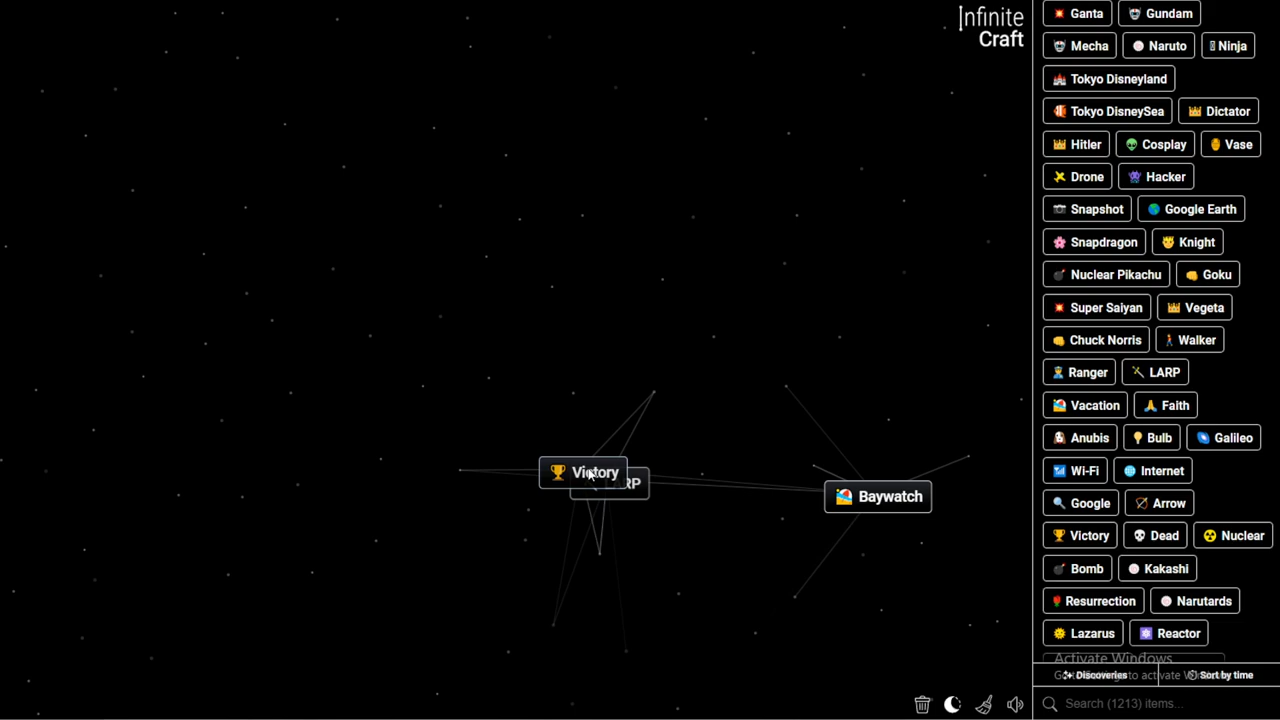 Infinite
Craft
Ganta Gundam
Mecha Naruto Ninja
Tokyo Disneyland
Tokyo DisneySea Dictator
Hitler Cosplay Vase
Drone Hacker
Snapshot Google Earth
Snapdragon Knight
Nuclear Pikachu Goku
Super Saiyan Vegeta
Chuck Norris Walker
Ranger LARP
Vacation Faith
Anubis Bulb Galileo
Wi-Fi Internet
Google Arrow
Victory Dead Nuclear
Bomb Kakashi
Resurrection Narutards
Lazarus Reactor
Activate Windows
Discoveries Sort by time
Search (1213) items...
Victory
Baywatch